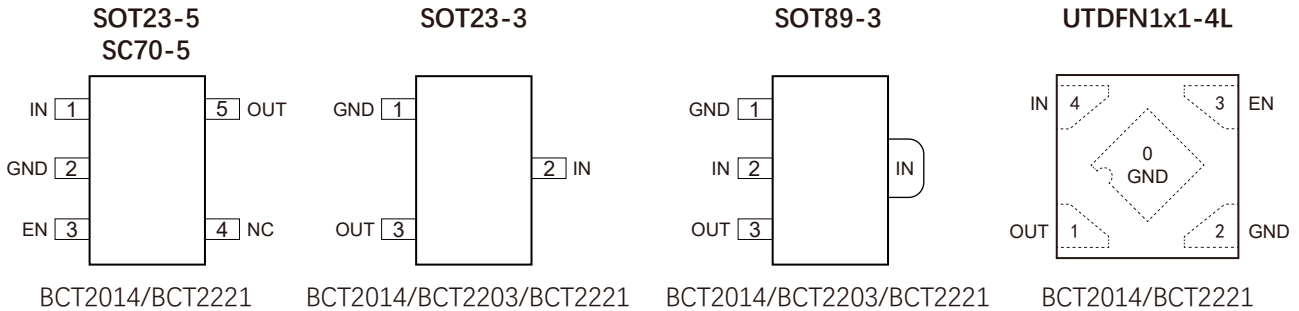 SOT23-5
SC70-5
IN 1
5 OUT
GND 2
EN 3
4 NC
BCT2014/BCT2221
SOT23-3
GND 1
2 IN
OUT 3
BCT2014/BCT2203/BCT2221
SOT89-3
GND 1
IN 2
IN
OUT 3
BCT2014/BCT2203/BCT2221
UTDFN1x1-4L
IN 4
3 EN
0
GND
OUT 1
2 GND
BCT2014/BCT2221